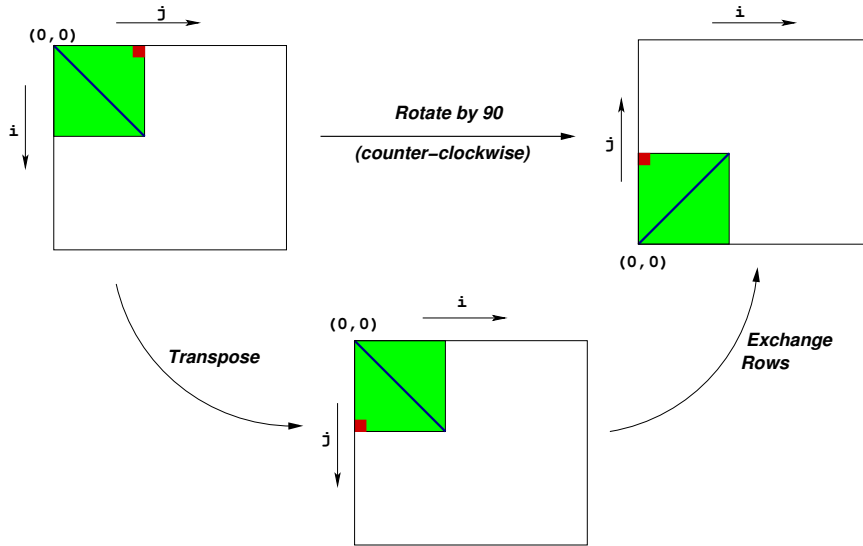 j
(0,0)
i
Rotate by 90
(counter-clockwise)
i
j
(0,0)
Transpose
(0,0)
i
j
Exchange
Rows